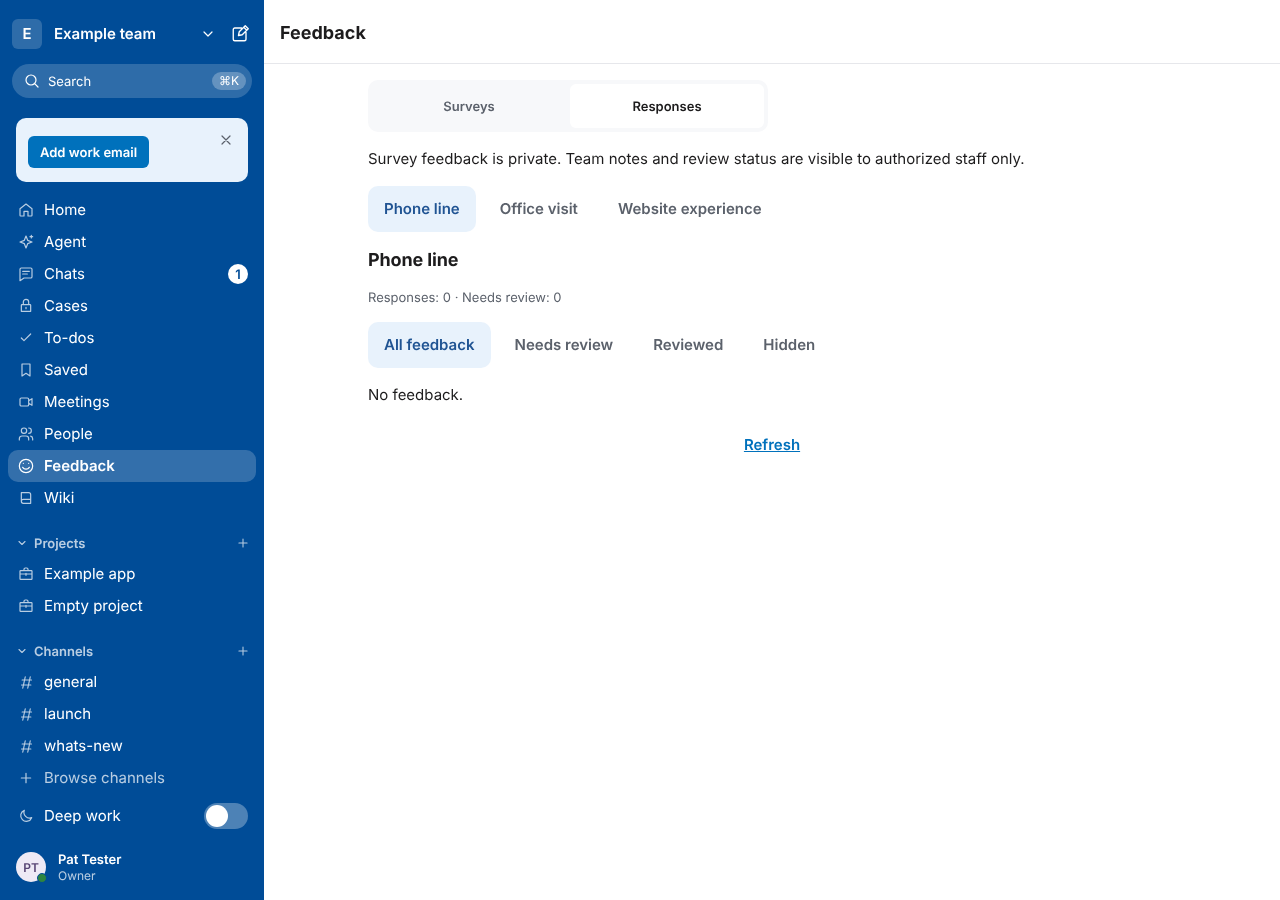 E
Example team
Search
⌘K
Add work email
Home
Agent
Chats
1
Cases
To-dos
Saved
Meetings
People
Feedback
Wiki
Projects
Example app
Empty project
Channels
general
launch
whats-new
Browse channels
Deep work
PT
Pat Tester
Owner
Feedback
Surveys
Responses
Survey feedback is private. Team notes and review status are visible to authorized staff only.
Phone line
Office visit
Website experience
Phone line
Responses: 0 · Needs review: 0
All feedback
Needs review
Reviewed
Hidden
No feedback.
Refresh